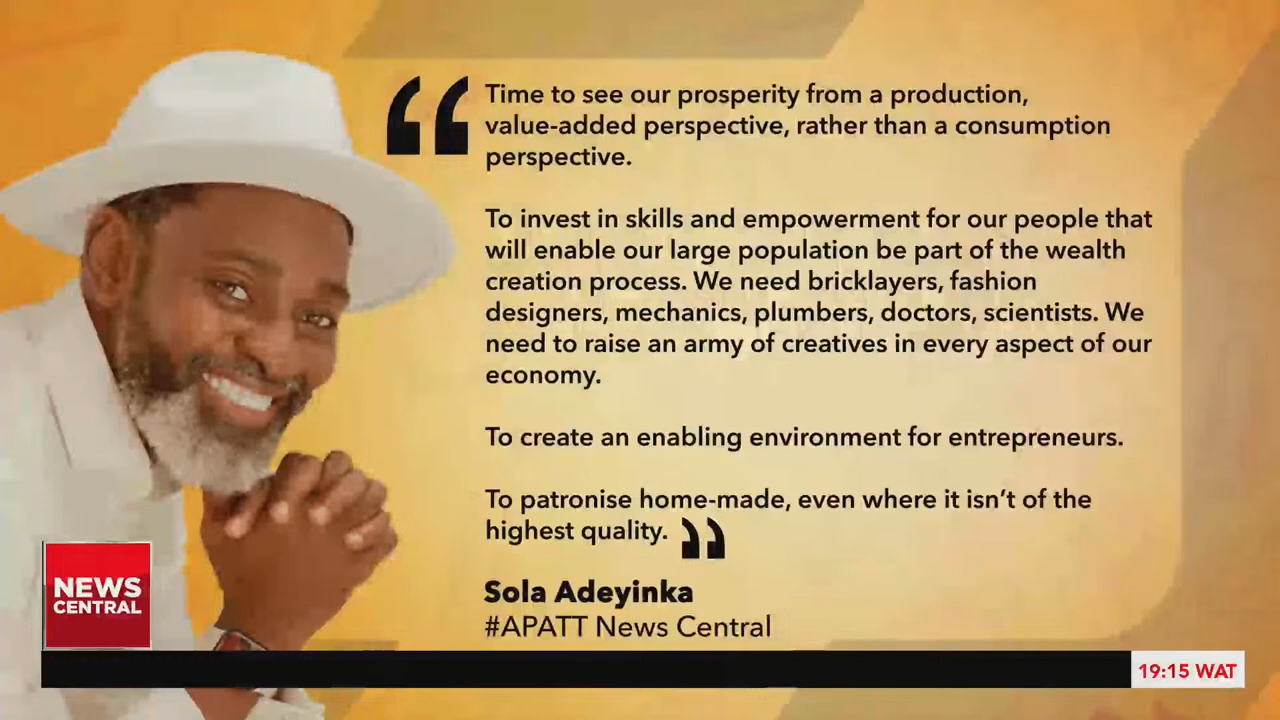 “
Time to see our prosperity from a production,
value-added perspective, rather than a consumption
perspective.
To invest in skills and empowerment for our people that
will enable our large population be part of the wealth
creation process. We need bricklayers, fashion
designers, mechanics, plumbers, doctors, scientists. We
need to raise an army of creatives in every aspect of our
economy.
To create an enabling environment for entrepreneurs.
To patronise home-made, even where it isn’t of the
highest quality. ”
Sola Adeyinka
#APATT News Central
NEWS
CENTRAL
19:15 WAT